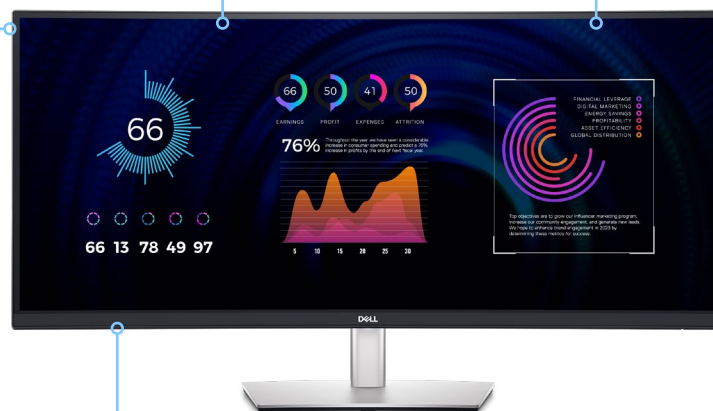 66
66 13 78 49 97
66 50 41 50
EARNINGS PROFIT EXPENSES ATTRITION
76%
Throughout the year we have seen a considerable
increase in consumer spending and predict a 76%
increase in profits by the end of next fiscal year.
5 10 15 20 25 30
FINANCIAL LEVERAGE
DIGITAL MARKETING
ENERGY SAVINGS
PROFITABILITY
ASSET EFFICIENCY
GLOBAL DISTRIBUTION
Top objectives are to grow our influencer marketing program,
increase our community engagement, and generate new leads.
We hope to enhance trend engagement in 2023 by
determining these metrics for success.
DELL